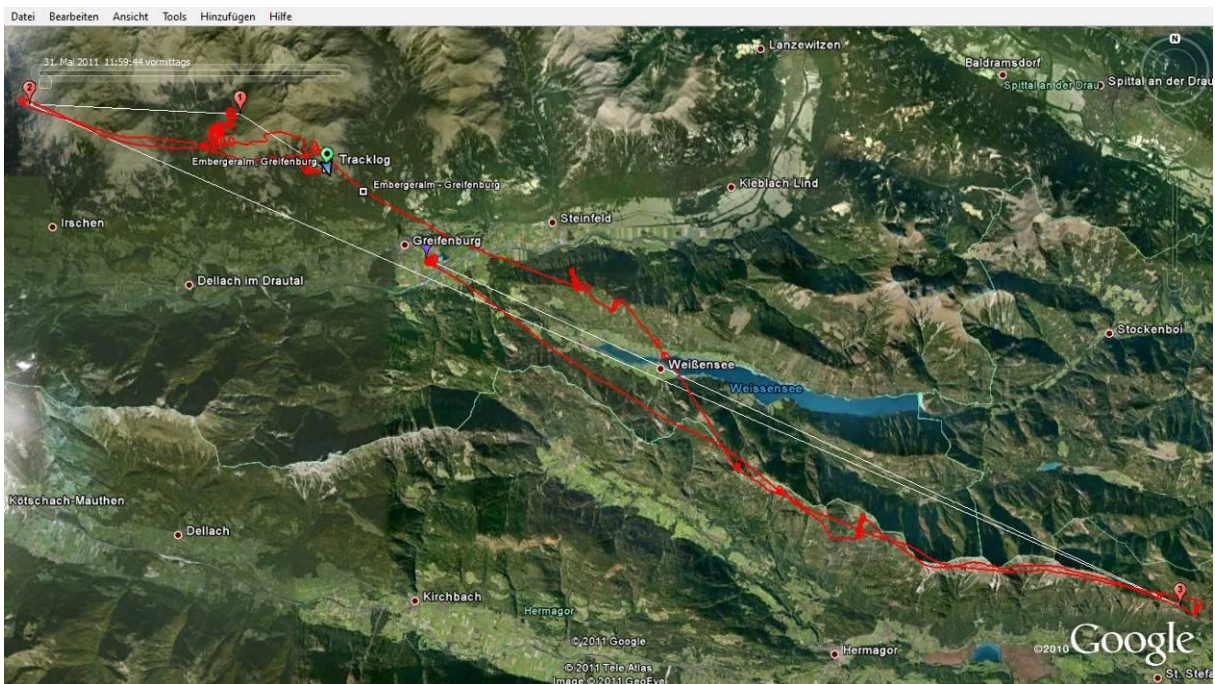 Datei Bearbeiten Ansicht Tools Hinzufügen Hilfe
31. Mai 2011 11:59:44 vormittags
N
Lanzewitzen
Baldramsdorf
Spittal an der Drau
Spittal an der Drau
2
1
Embergeralm, Greifenburg
Tracklog
Embergeralm - Greifenburg
Kleblach Lind
Irschen
Steinfeld
Greifenburg
Dellach im Drautal
Stockenboi
Weißensee
Weissensee
Kötschach-Mauthen
Dellach
Kirchbach
Hermagor
3
© 2011 Google
© 2011 Tele Atlas
Image © 2011 GeoEye
Hermagor
©2010 Google
St. Stefa